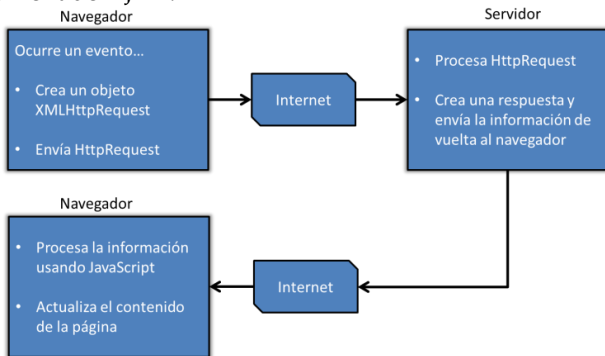 Navegador
Ocurre un evento...
• Crea un objeto
XMLHttpRequest
• Envía HttpRequest
Internet
Servidor
• Procesa HttpRequest
• Crea una respuesta y
envía la información de
vuelta al navegador
Navegador
• Procesa la información
usando JavaScript
• Actualiza el contenido
de la página
Internet